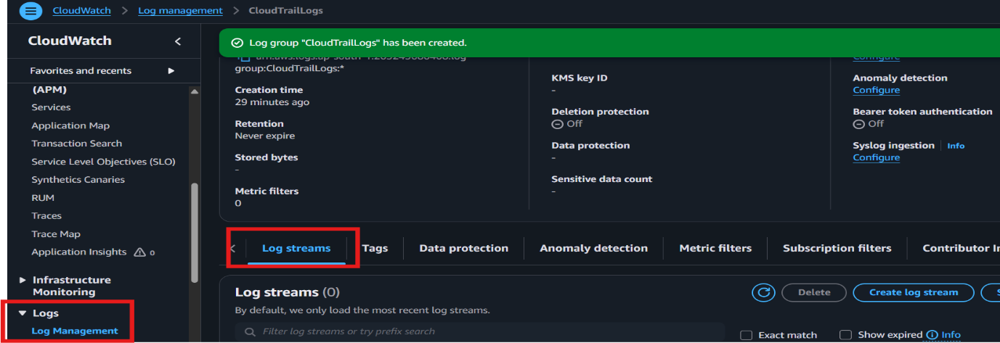 CloudWatch > Log management > CloudTrailLogs
CloudWatch
Favorites and recents
(APM)
Services
Application Map
Transaction Search
Service Level Objectives (SLO)
Synthetics Canaries
RUM
Traces
Trace Map
Application Insights 0
Infrastructure
Monitoring
Logs
Log Management
Log group "CloudTrailLogs" has been created.
group:CloudTrailLogs:*
Creation time
29 minutes ago
Retention
Never expire
Stored bytes
-
Metric filters
0
KMS key ID
-
Deletion protection
Off
Data protection
-
Sensitive data count
-
Configure
Anomaly detection
Configure
Bearer token authentication
Off
Syslog ingestion Info
Configure
Log streams Tags Data protection Anomaly detection Metric filters Subscription filters Contributor
Log streams (0)
Delete Create log stream
By default, we only load the most recent log streams.
Filter log streams or try prefix search
Exact match Show expired Info